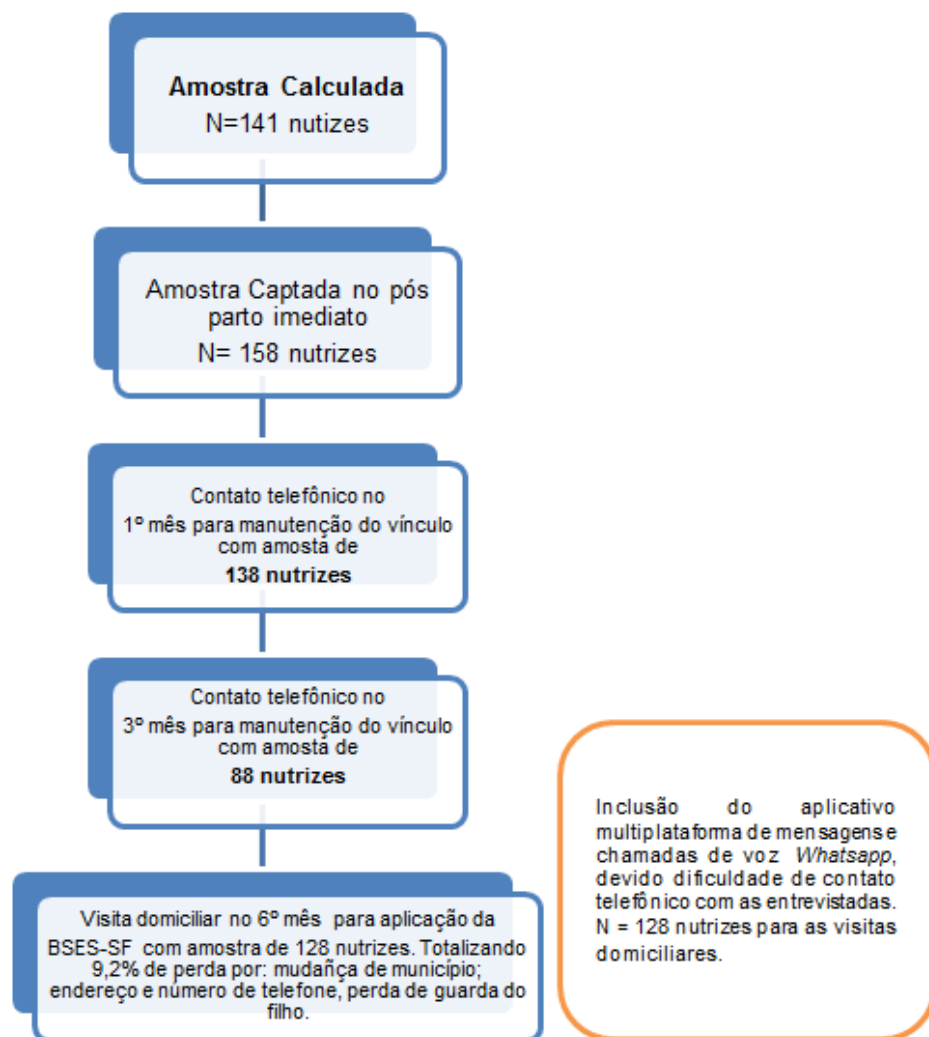 Amostra Calculada
N=141 nutizes
Amostra Captada no pós
parto imediato
N= 158 nutrizes
Contato telefônico no
1º mês para manutenção do vínculo
com amosta de
138 nutrizes
Contato telefônico no
3º mês para manutenção do vínculo
com amosta de
88 nutrizes
Visita domiciliar no 6º mês para aplicação da
BSES-SF com amostra de 128 nutrizes. Totalizando
9,2% de perda por: mudañça de município;
endereço e número de telefone, perda de guarda do
filho.
Inclusão do aplicativo
multiplataforma de mensagens e
chamadas de voz Whatsapp,
devido dificuldade de contato
telefônico com as entrevistadas.
N = 128 nutrizes para as visitas
domiciliares.